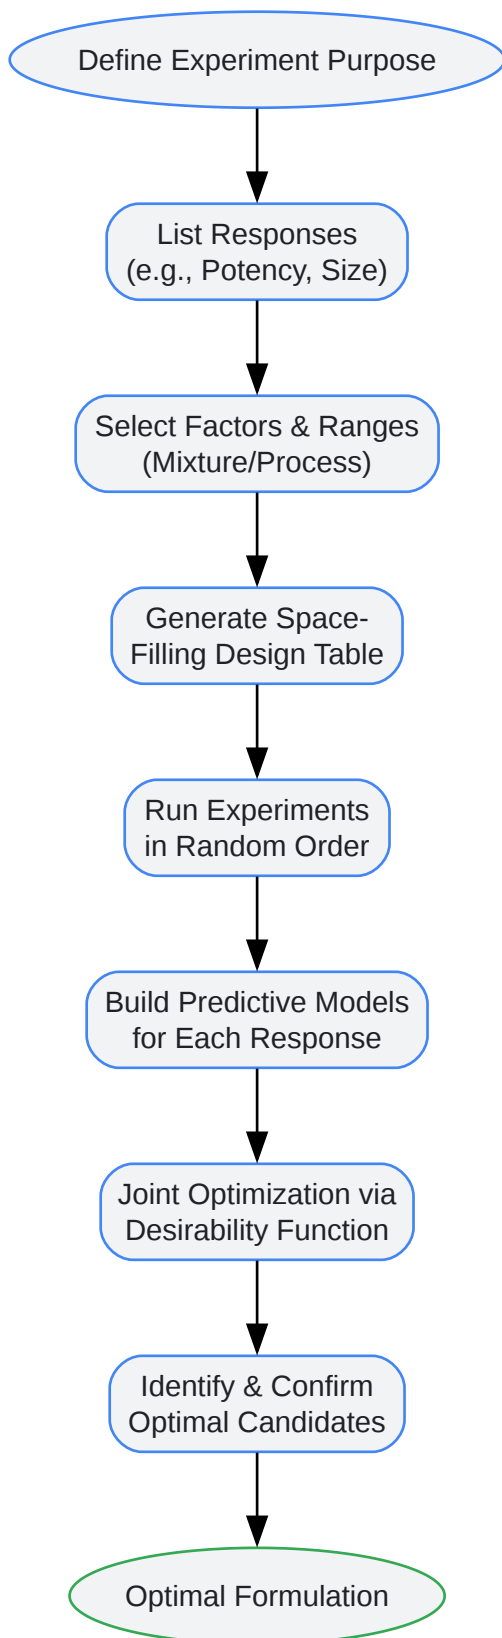 Define Experiment Purpose
List Responses
(e.g., Potency, Size)
Select Factors & Ranges
(Mixture/Process)
Generate Space-
Filling Design Table
Run Experiments
in Random Order
Build Predictive Models
for Each Response
Joint Optimization via
Desirability Function
Identify & Confirm
Optimal Candidates
Optimal Formulation